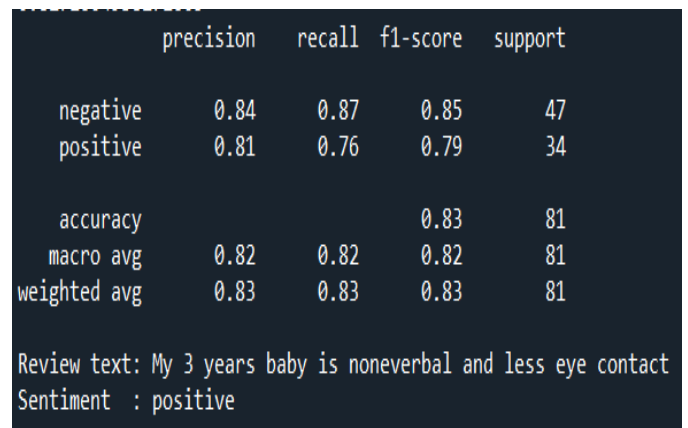 precision recall f1-score support
negative 0.84 0.87 0.85 47
positive 0.81 0.76 0.79 34
accuracy 0.83 81
macro avg 0.82 0.82 0.82 81
weighted avg 0.83 0.83 0.83 81
Review text: My 3 years baby is noneverbal and less eye contact
Sentiment : positive